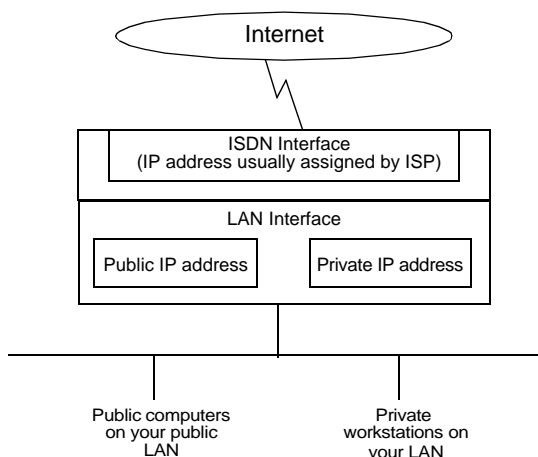 Internet
ISDN Interface
(IP address usually assigned by ISP)
LAN Interface
Public IP address
Private IP address
Public computers
on your public
LAN
Private
workstations on
your LAN